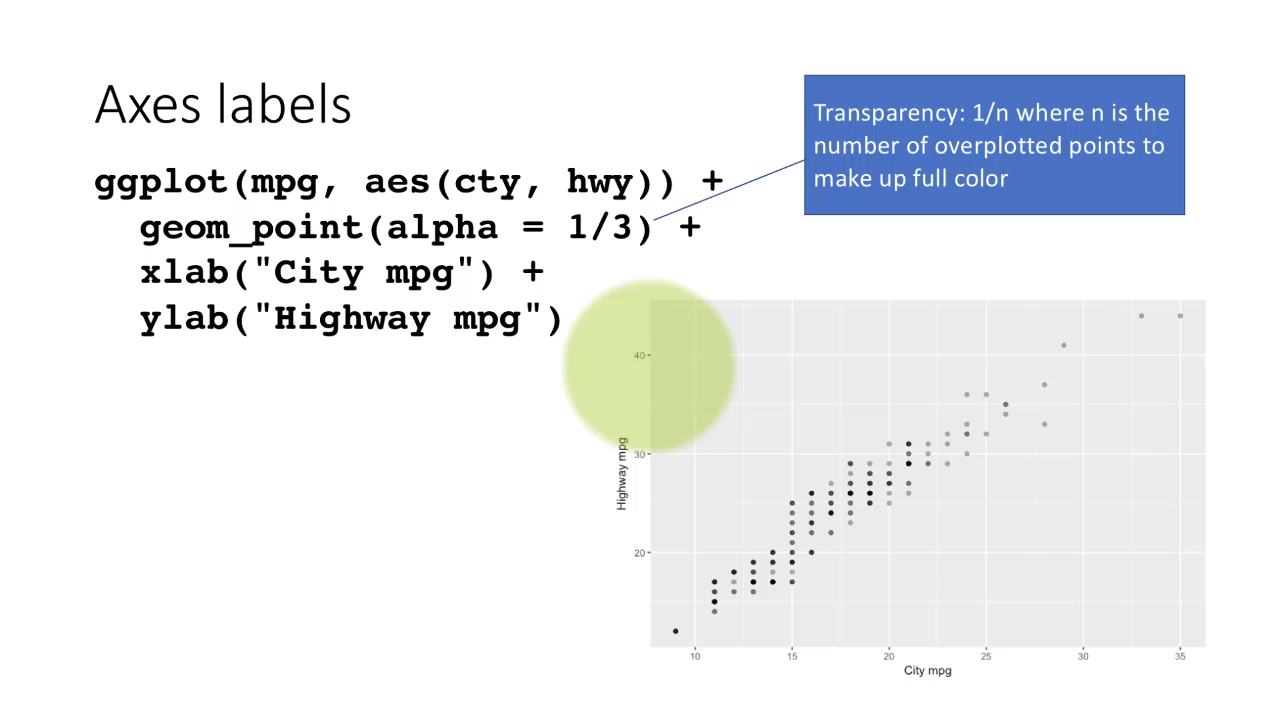 Axes labels
ggplot(mpg, aes(cty, hwy)) +
geom_point(alpha = 1/3) +
xlab("City mpg") +
ylab("Highway mpg")
Transparency: 1/n where n is the
number of overplotted points to
make up full color
Highway mpg
40
30
20
10 15 20 25 30 35
City mpg